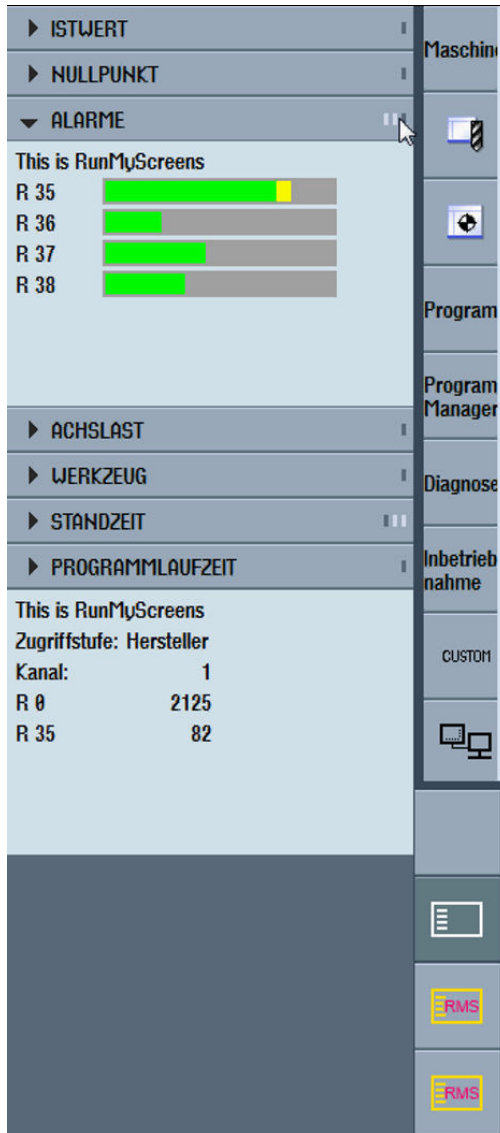 ISTWERT
NULLPUNKT
ALARME
This is RunMyScreens
R 35
R 36
R 37
R 38
ACHSLAST
WERKZEUG
STANDZEIT
PROGRAMMLAUFZEIT
This is RunMyScreens
Zugriffstufe: Hersteller
Kanal: 1
R 0 2125
R 35 82
Maschin
Program
Program
Manager
Diagnose
Inbetrieb
nahme
CUSTOM
RMS
RMS